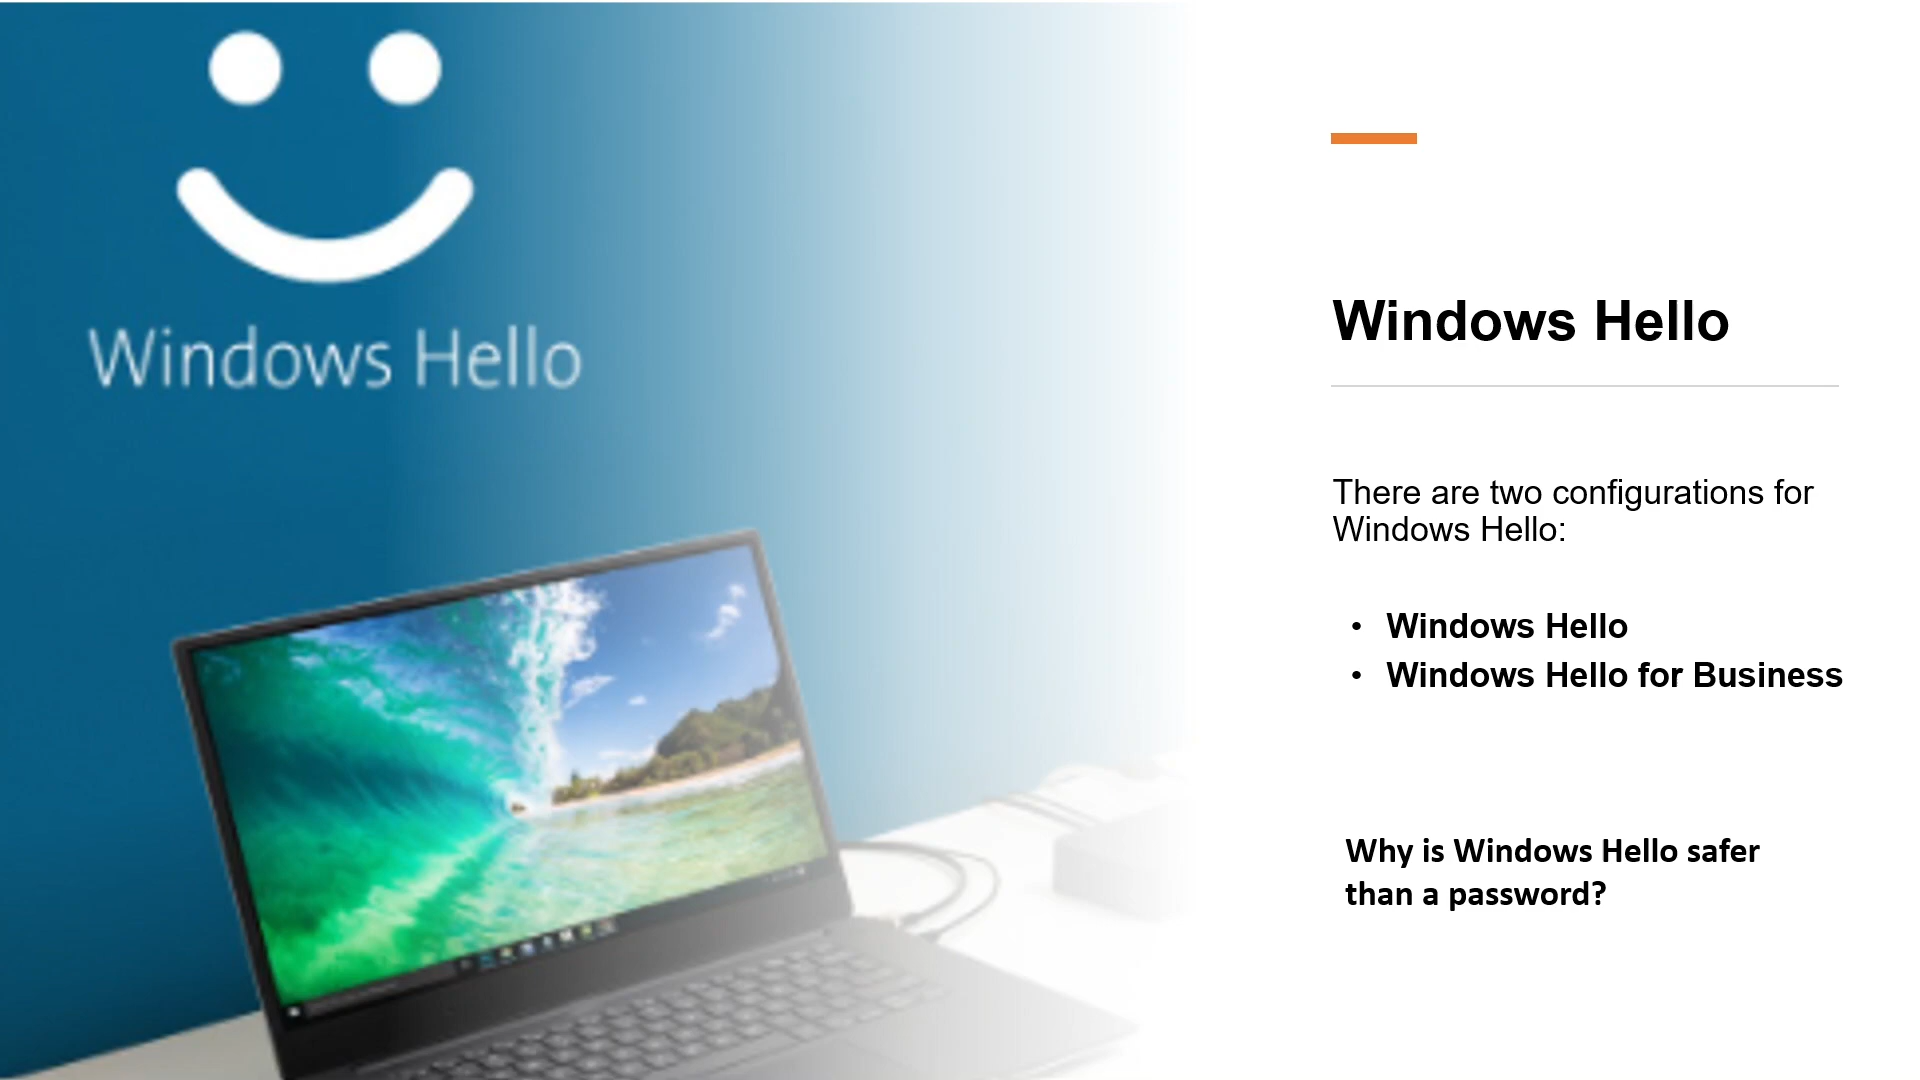 Windows Hello
Windows Hello
There are two configurations for
Windows Hello:
• Windows Hello
• Windows Hello for Business
Why is Windows Hello safer
than a password?